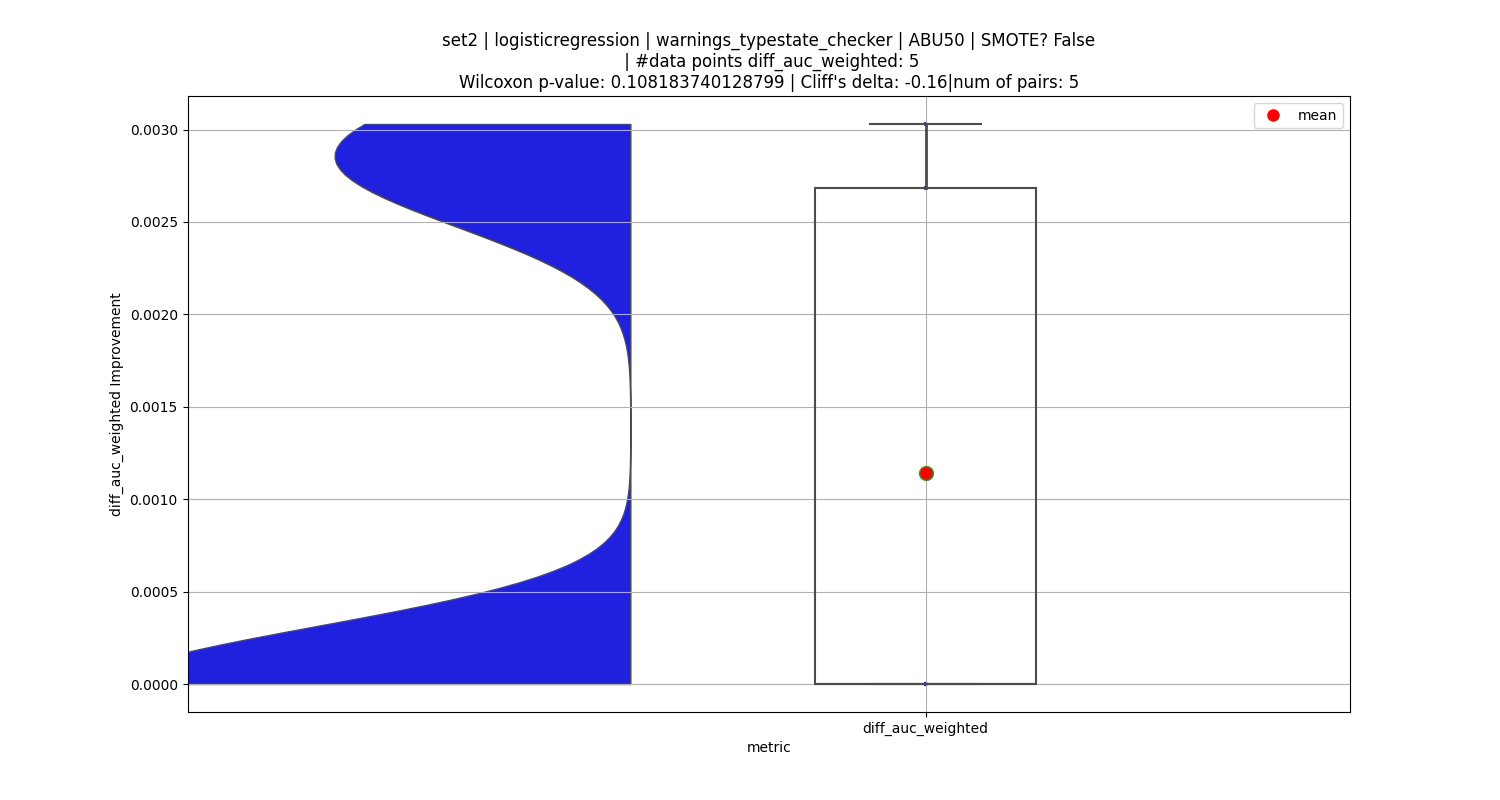 set2 | logisticregression | warnings_typestate_checker | ABU50 | SMOTE? False
| #data points diff_auc_weighted: 5
Wilcoxon p-value: 0.108183740128799 | Cliff's delta: -0.16|num of pairs: 5
mean
0.0030
0.0025
0.0020
0.0015
0.0010
0.0005
0.0000
diff_auc_weighted Improvement
diff_auc_weighted
metric